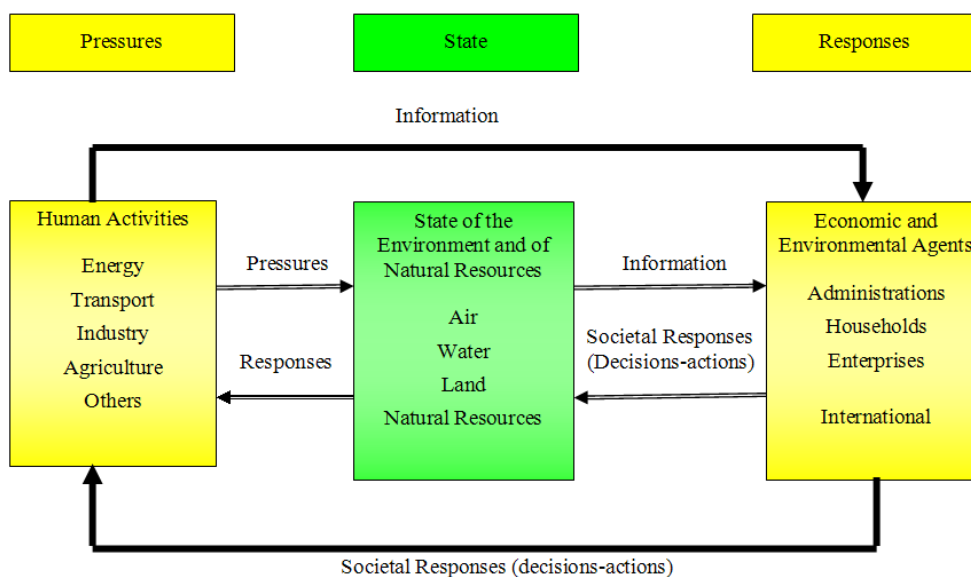 Pressures
State
Responses
Information
Human Activities
Energy
Transport
Industry
Agriculture
Others
Pressures
Responses
State of the
Environment and of
Natural Resources
Air
Water
Land
Natural Resources
Information
Societal Responses
(Decisions-actions)
Economic and
Environmental Agents
Administrations
Households
Enterprises
International
Societal Responses (decisions-actions)